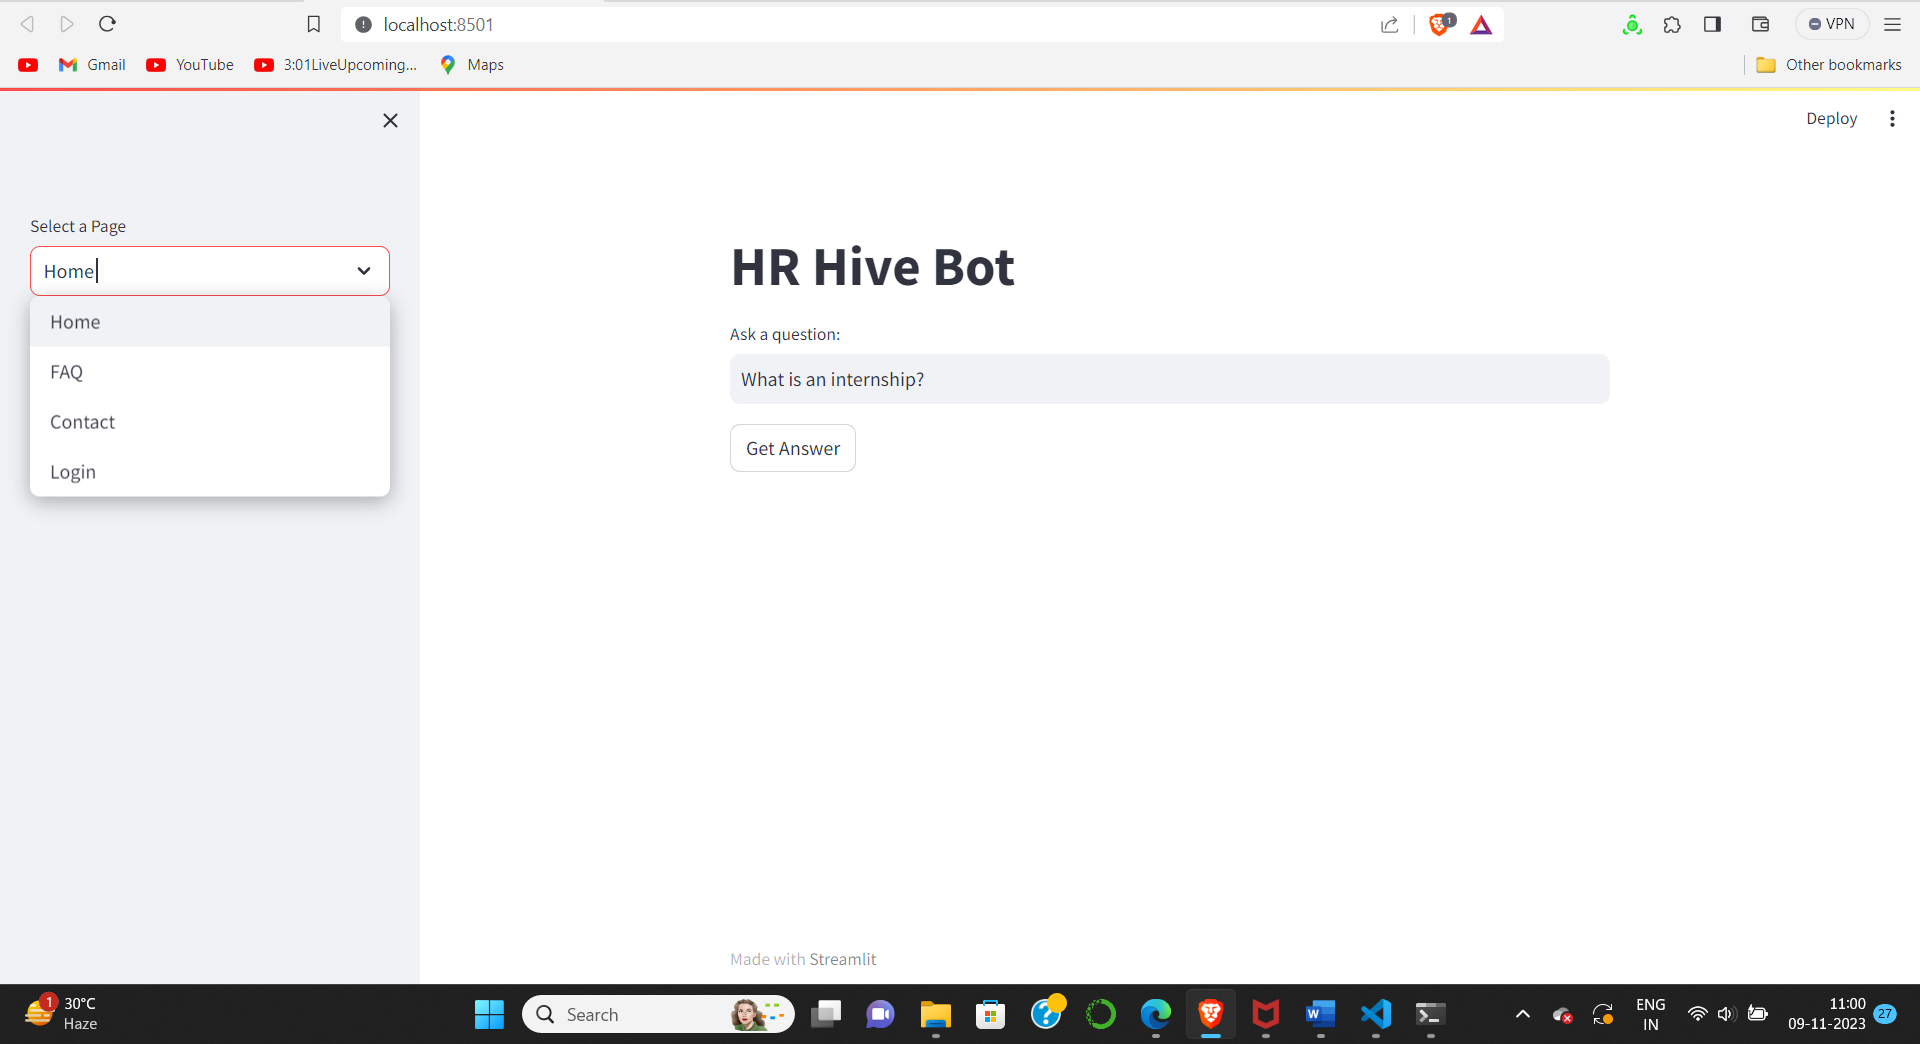 localhost:8501
1
VPN
Gmail
YouTube
3:01LiveUpcoming...
Maps
Other bookmarks
Deploy
Select a Page
Home
Home
FAQ
Contact
Login
HR Hive Bot
Ask a question:
What is an internship?
Get Answer
Made with Streamlit
1
30°C
Haze
Search
ENG
IN
11:00
09-11-2023
27